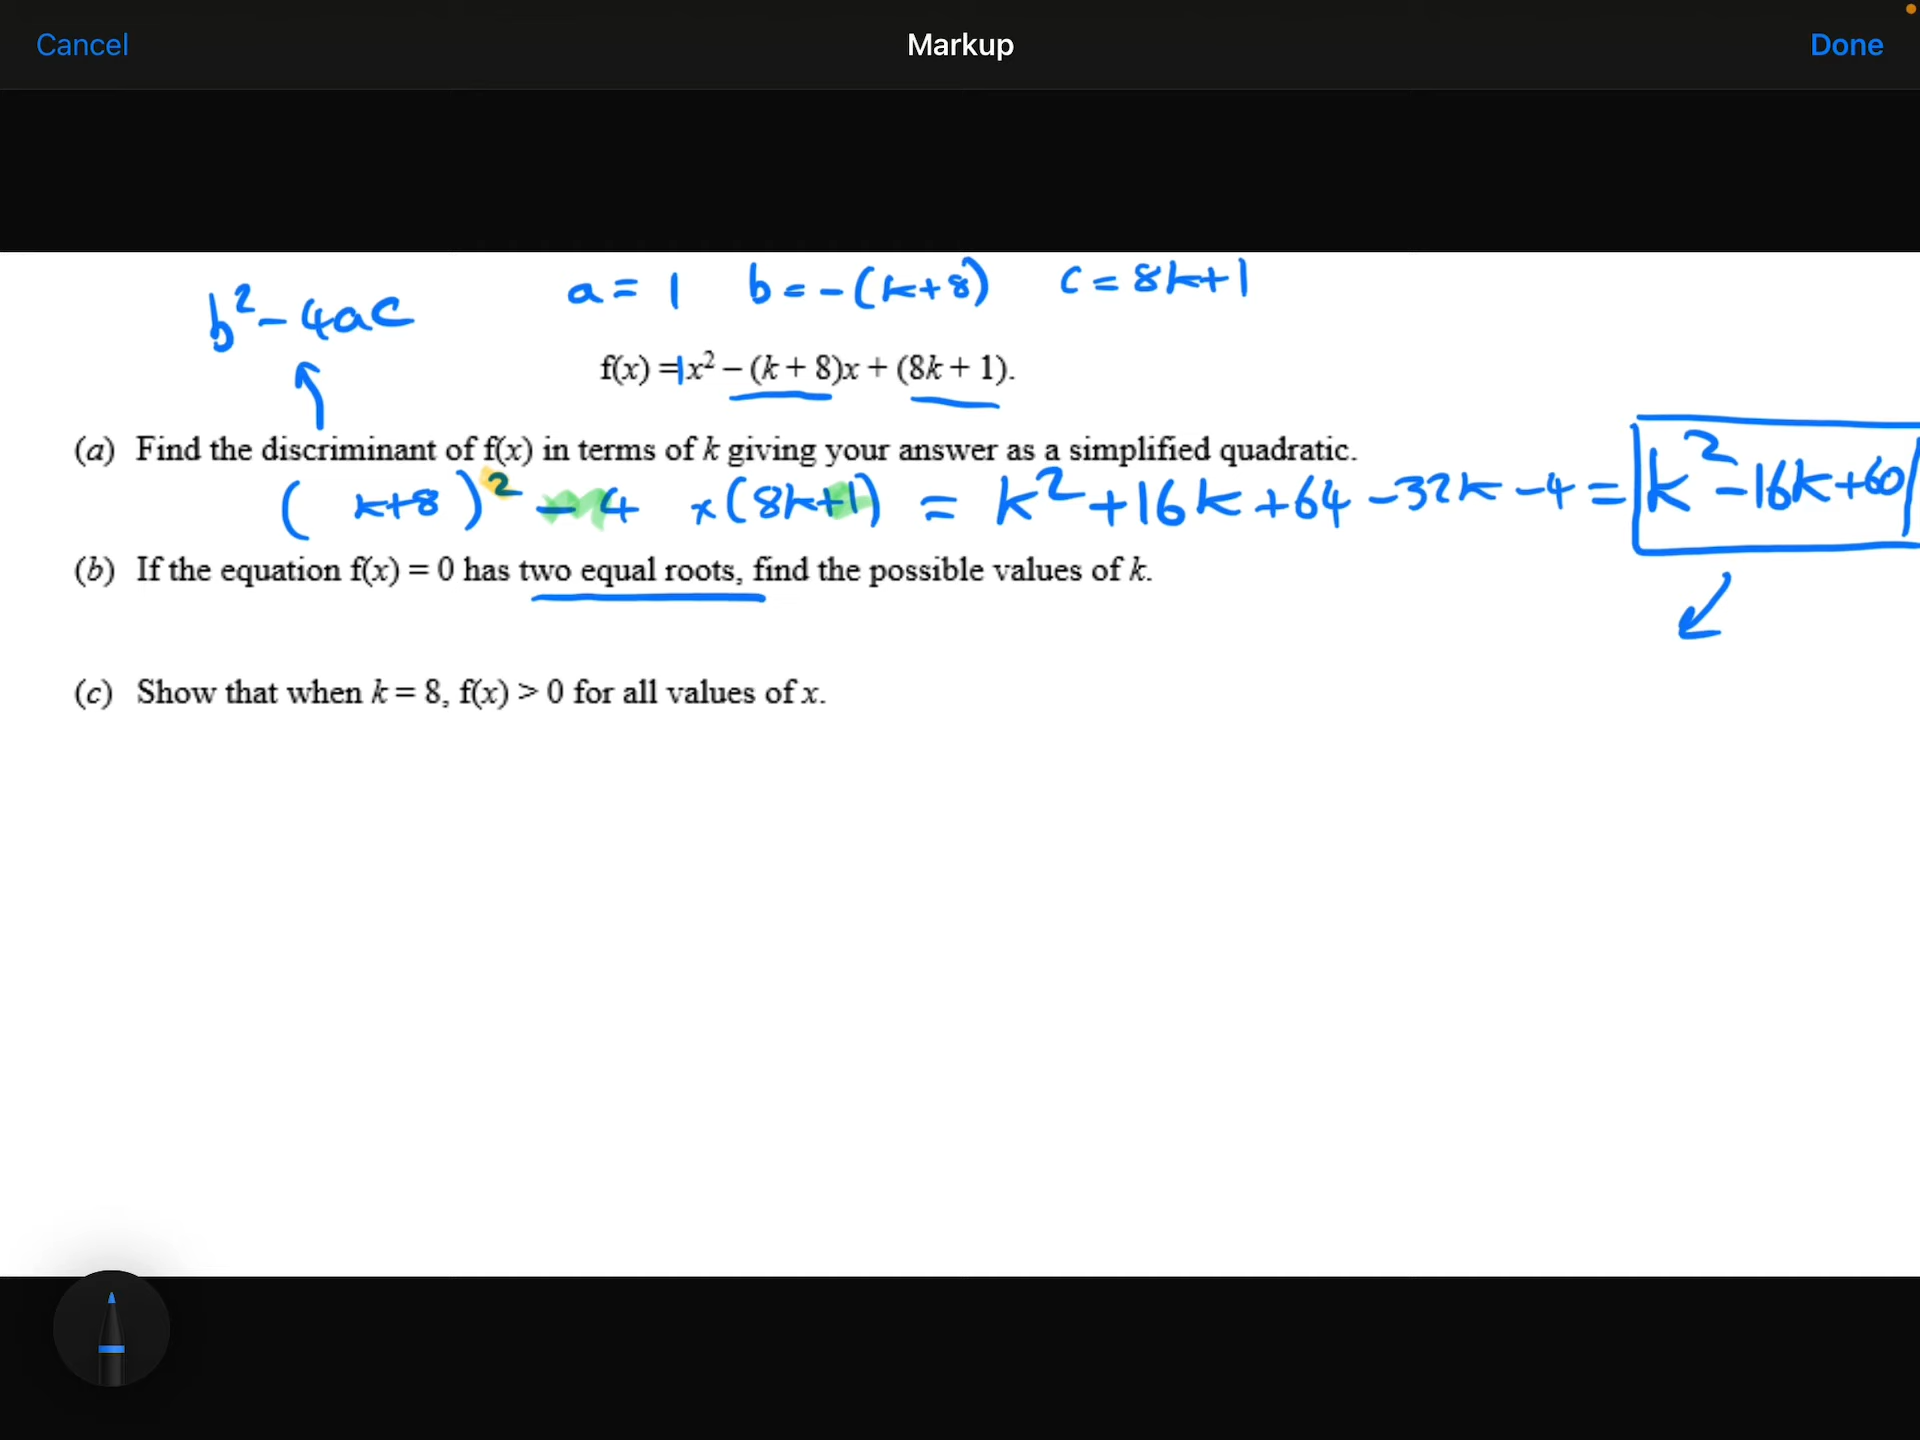 Cancel Markup Done
a = 1 b = -(k+8) c = 8k+1
b² - 4ac
f(x) =1x² – (k + 8)x + (8k + 1).
(a) Find the discriminant of f(x) in terms of k giving your answer as a simplified quadratic.
( k+8 )² - 4 x (8k+1) = k² + 16k + 64 - 32k - 4 = k² - 16k + 60
(b) If the equation f(x) = 0 has two equal roots, find the possible values of k.
(c) Show that when k = 8, f(x) > 0 for all values of x.